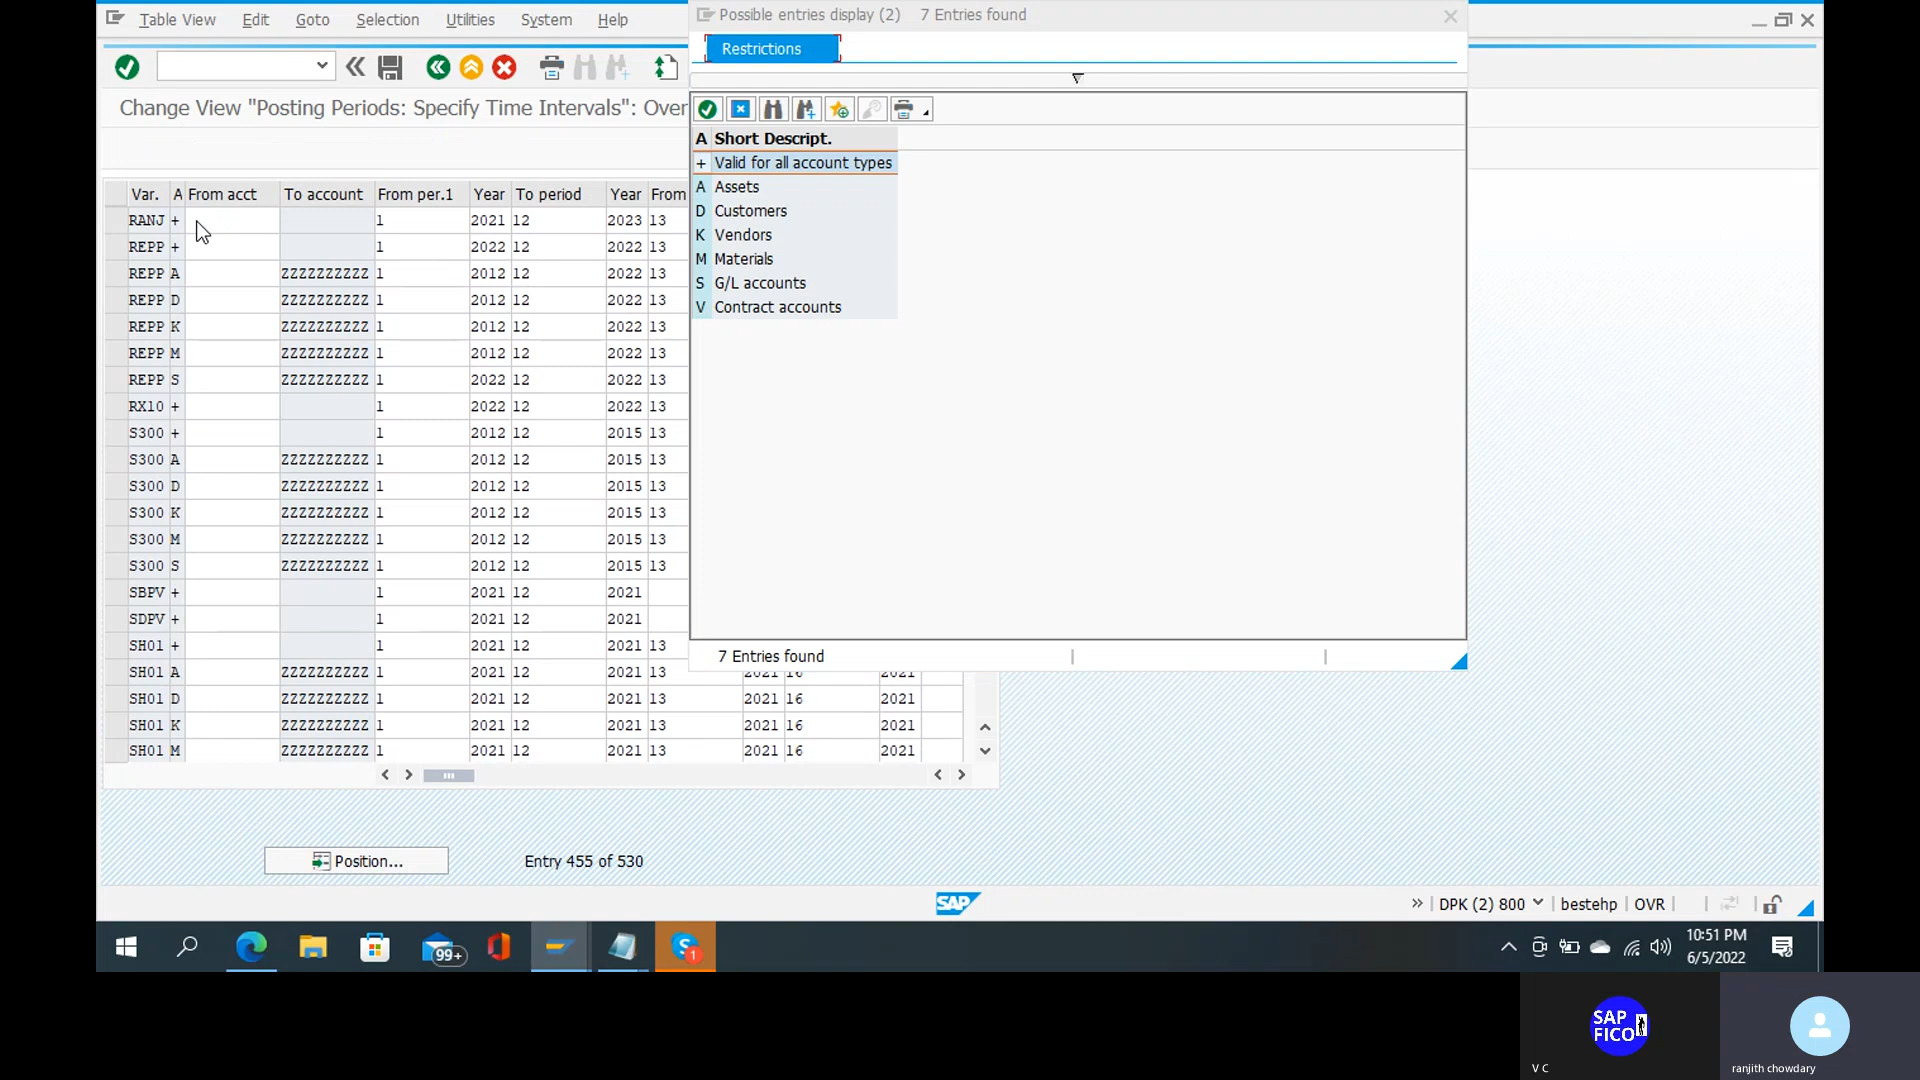 Table View Edit Goto Selection Utilities System Help
Change View "Posting Periods: Specify Time Intervals": Over
Var. A From acct To account From per.1 Year To period Year From
RANJ + 1 2021 12 2023 13
REPP + 1 2022 12 2022 13
REPP A ZZZZZZZZZZ 1 2012 12 2022 13
REPP D ZZZZZZZZZZ 1 2012 12 2022 13
REPP K ZZZZZZZZZZ 1 2012 12 2022 13
REPP M ZZZZZZZZZZ 1 2012 12 2022 13
REPP S ZZZZZZZZZZ 1 2022 12 2022 13
RX10 + 1 2022 12 2022 13
S300 + 1 2012 12 2015 13
S300 A ZZZZZZZZZZ 1 2012 12 2015 13
S300 D ZZZZZZZZZZ 1 2012 12 2015 13
S300 K ZZZZZZZZZZ 1 2012 12 2015 13
S300 M ZZZZZZZZZZ 1 2012 12 2015 13
S300 S ZZZZZZZZZZ 1 2012 12 2015 13
SBPV + 1 2021 12 2021
SDPV + 1 2021 12 2021
SH01 + 1 2021 12 2021 13
SH01 A ZZZZZZZZZZ 1 2021 12 2021 13 2021 16 2021
SH01 D ZZZZZZZZZZ 1 2021 12 2021 13 2021 16 2021
SH01 K ZZZZZZZZZZ 1 2021 12 2021 13 2021 16 2021
SH01 M ZZZZZZZZZZ 1 2021 12 2021 13 2021 16 2021
Position... Entry 455 of 530
Possible entries display (2) 7 Entries found
Restrictions
A Short Descript.
+ Valid for all account types
A Assets
D Customers
K Vendors
M Materials
S G/L accounts
V Contract accounts
7 Entries found
SAP
DPK (2) 800 bestehp OVR
99+
S 1
10:51 PM
6/5/2022
SAP
FICO
V C
ranjith chowdary